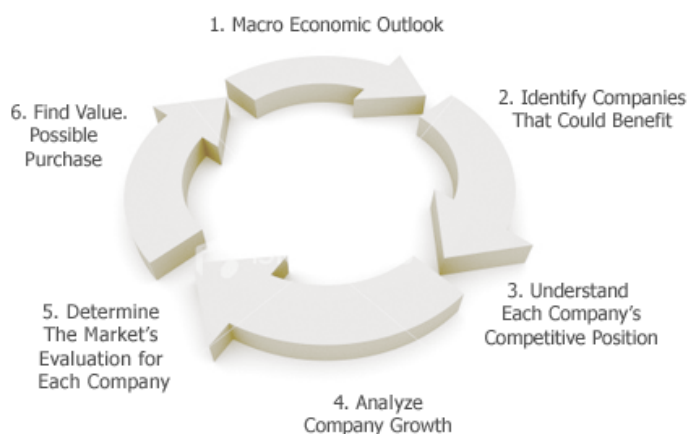 1. Macro Economic Outlook
2. Identify Companies
That Could Benefit
3. Understand
Each Company's
Competitive Position
4. Analyze
Company Growth
5. Determine
The Market's
Evaluation for
Each Company
6. Find Value.
Possible
Purchase